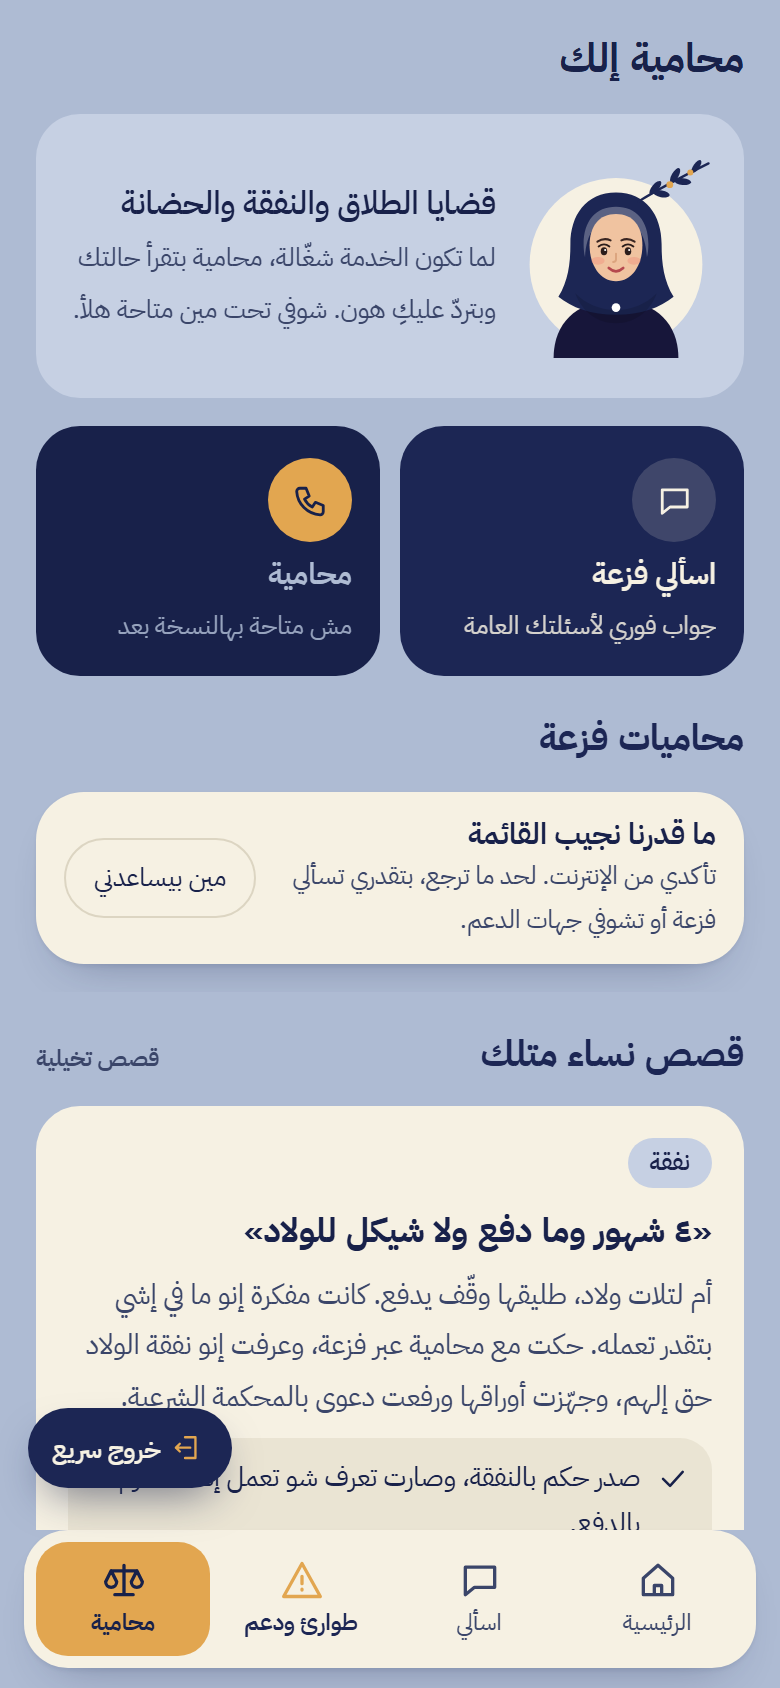 محامية إلك
قضايا الطلاق والنفقة والحضانة
لما تكون الخدمة شغّالة، محامية بتقرأ حالتك
وبتردّ عليكِ هون. شوفي تحت مين متاحة هلأ.
اسألي فزعة
جواب فوري لأسئلتك العامة
محامية
مش متاحة بهالنسخة بعد
محاميات فزعة
ما قدرنا نجيب القائمة
تأكدي من الإنترنت. لحد ما ترجع، بتقدري تسألي
فزعة أو تشوفي جهات الدعم.
مين بيساعدني
قصص نساء متلك
قصص تخيلية
نفقة
«٤ شهور وما دفع ولا شيكل للولاد»
أم لتلات ولاد، طليقها وقّف يدفع. كانت مفكرة إنو ما في إشي
بتقدر تعمله. حكت مع محامية عبر فزعة، وعرفت إنو نفقة الولاد
حق إلهم، وجهّزت أوراقها ورفعت دعوى بالمحكمة الشرعية.
صدر حكم بالنفقة، وصارت تعرف شو تعمل
بالدفع.
خروج سريع
الرئيسية
اسألي
طوارئ ودعم
محامية